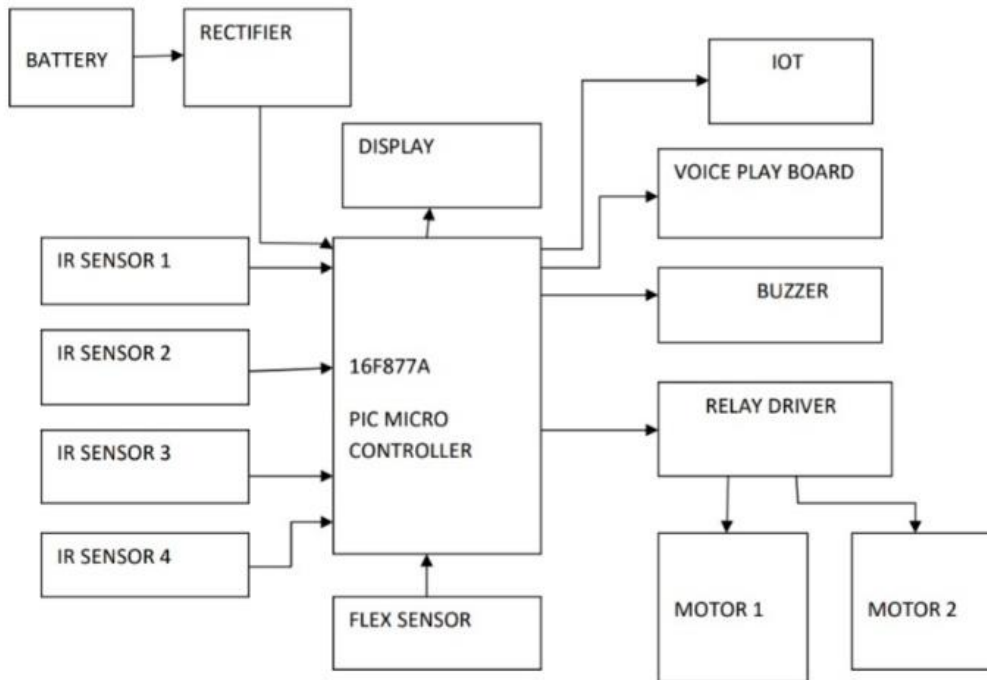 BATTERY
RECTIFIER
IOT
DISPLAY
VOICE PLAY BOARD
IR SENSOR 1
BUZZER
IR SENSOR 2
16F877A
PIC MICRO
CONTROLLER
RELAY DRIVER
IR SENSOR 3
IR SENSOR 4
FLEX SENSOR
MOTOR 1
MOTOR 2